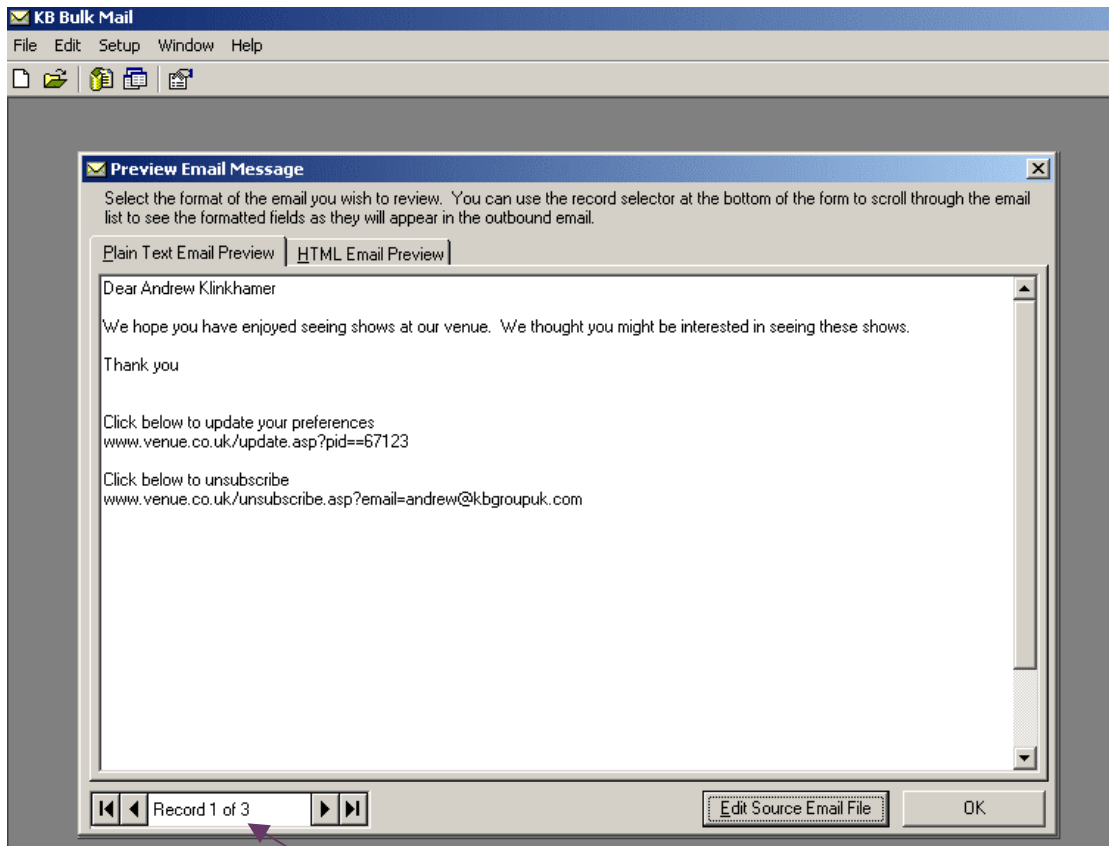 KB Bulk Mail
File Edit Setup Window Help
Preview Email Message
Select the format of the email you wish to review.  You can use the record selector at the bottom of the form to scroll through the email
list to see the formatted fields as they will appear in the outbound email.
Plain Text Email Preview HTML Email Preview
Dear Andrew Klinkhamer
We hope you have enjoyed seeing shows at our venue.  We thought you might be interested in seeing these shows.
Thank you
Click below to update your preferences
www.venue.co.uk/update.asp?pid==67123
Click below to unsubscribe
www.venue.co.uk/unsubscribe.asp?email=andrew@kbgroupuk.com
Record 1 of 3 Edit Source Email File OK